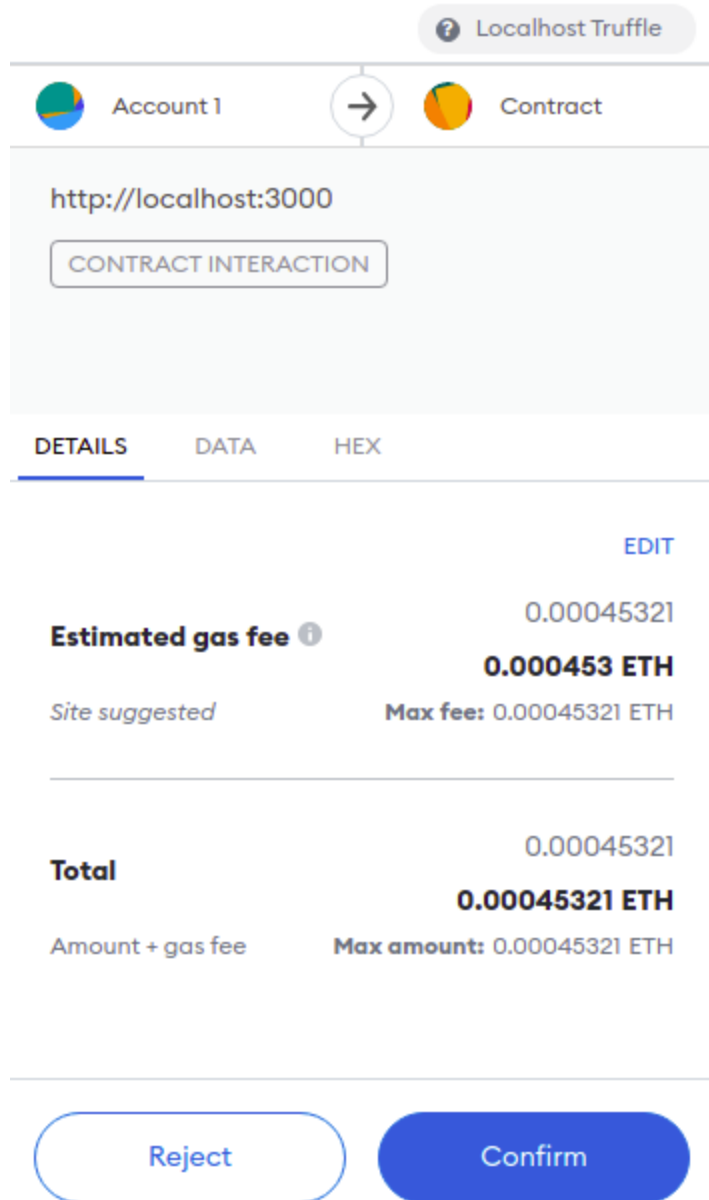 Localhost Truffle
Account 1 Contract
http://localhost:3000
CONTRACT INTERACTION
DETAILS DATA HEX
EDIT
0.00045321
Estimated gas fee
0.000453 ETH
Site suggested Max fee: 0.00045321 ETH
0.00045321
Total
0.00045321 ETH
Amount + gas fee Max amount: 0.00045321 ETH
Reject Confirm